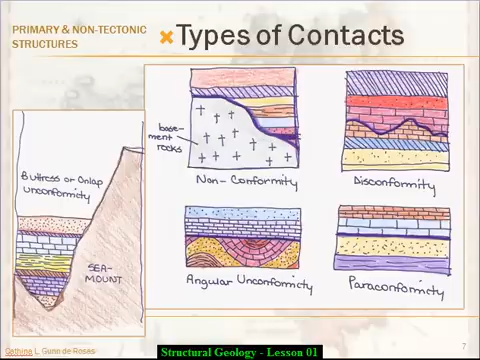 PRIMARY & NON-TECTONIC
STRUCTURES
Types of Contacts
base-
ment
rocks
Non-Conformity
Disconformity
Buttress or Onlap
unconformity
SEA-
MOUNT
Angular Unconformity
Paraconformity
Cathina L. Gunn de Rosas
Structural Geology - Lesson 01
7